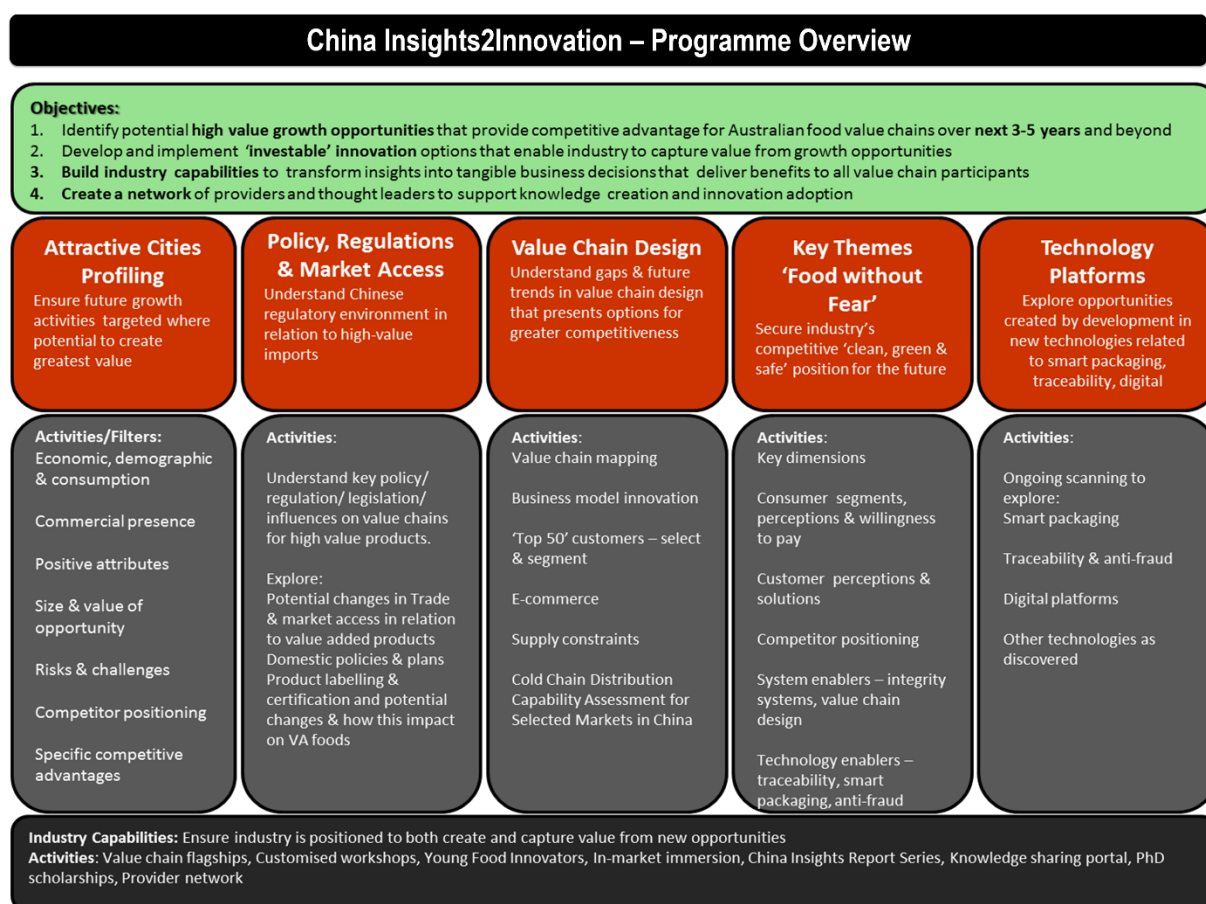 China Insights2Innovation – Programme Overview
Objectives:
1. Identify potential high value growth opportunities that provide competitive advantage for Australian food value chains over next 3-5 years and beyond
2. Develop and implement ‘investable’ innovation options that enable industry to capture value from growth opportunities
3. Build industry capabilities to transform insights into tangible business decisions that deliver benefits to all value chain participants
4. Create a network of providers and thought leaders to support knowledge creation and innovation adoption
Attractive Cities
Profiling
Ensure future growth
activities targeted where
potential to create
greatest value
Policy, Regulations
& Market Access
Understand Chinese
regulatory environment in
relation to high-value
imports
Value Chain Design
Understand gaps & future
trends in value chain design
that presents options for
greater competitiveness
Key Themes
‘Food without
Fear’
Secure industry’s
competitive ‘clean, green &
safe’ position for the future
Technology
Platforms
Explore opportunities
created by development in
new technologies related
to smart packaging,
traceability, digital
Activities/Filters:
Economic, demographic
& consumption
Commercial presence
Positive attributes
Size & value of
opportunity
Risks & challenges
Competitor positioning
Specific competitive
advantages
Activities:
Understand key policy/
regulation/ legislation/
influences on value chains
for high value products.
Explore:
Potential changes in Trade
& market access in relation
to value added products
Domestic policies & plans
Product labelling &
certification and potential
changes & how this impact
on VA foods
Activities:
Value chain mapping
Business model innovation
‘Top 50’ customers – select
& segment
E-commerce
Supply constraints
Cold Chain Distribution
Capability Assessment for
Selected Markets in China
Activities:
Key dimensions
Consumer segments,
perceptions & willingness
to pay
Customer perceptions &
solutions
Competitor positioning
System enablers – integrity
systems, value chain
design
Technology enablers –
traceability, smart
packaging, anti-fraud
Activities:
Ongoing scanning to
explore:
Smart packaging
Traceability & anti-fraud
Digital platforms
Other technologies as
discovered
Industry Capabilities: Ensure industry is positioned to both create and capture value from new opportunities
Activities: Value chain flagships, Customised workshops, Young Food Innovators, In-market immersion, China Insights Report Series, Knowledge sharing portal, PhD
scholarships, Provider network